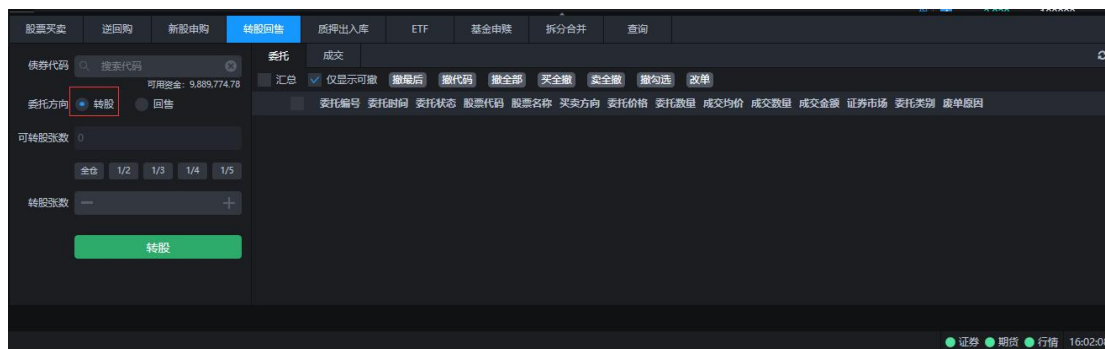 股票买卖 逆回购 新股申购 转股回售 质押出入库 ETF 基金申赎 拆分合并 查询
委托 成交
债券代码 搜索代码
汇总 仅显示可撤 撤最后 撤代码 撤全部 买全撤 卖全撤 撤勾选 改单
可用资金: 9,889,774.78
委托方向 转股 回售
委托编号 委托时间 委托状态 股票代码 股票名称 买卖方向 委托价格 委托数量 成交均价 成交数量 成交金额 证券市场 委托类别 废单原因
可转股张数 0
全仓 1/2 1/3 1/4 1/5
转股张数
转股
证券 期货 行情 16:02:08